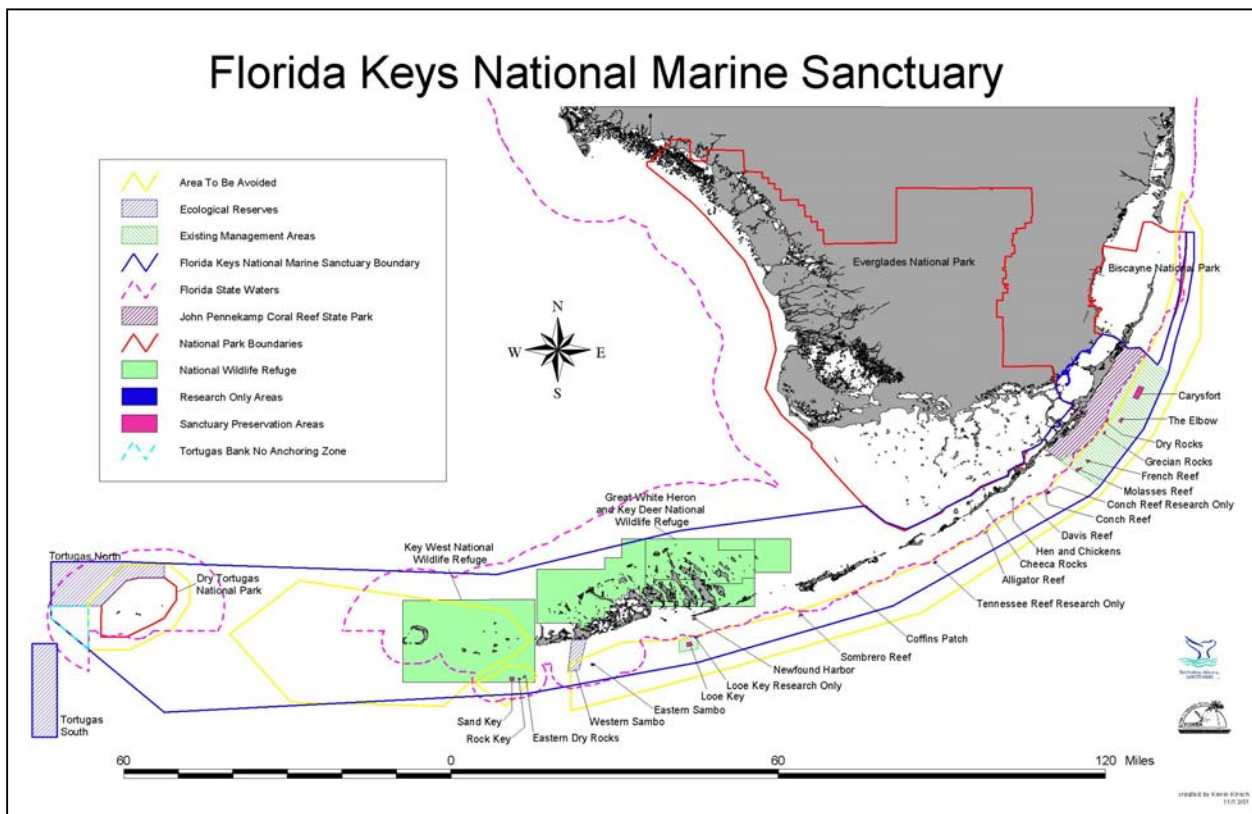 Florida Keys National Marine Sanctuary
Area To Be Avoided
Ecological Reserves
Existing Management Areas
Florida Keys National Marine Sanctuary Boundary
Florida State Waters
John Pennekamp Coral Reef State Park
National Park Boundaries
National Wildlife Refuge
Research Only Areas
Sanctuary Preservation Areas
Tortugas Bank No Anchoring Zone
N
W
E
S
Everglades National Park
Biscayne National Park
Carysfort
The Elbow
Dry Rocks
Grecian Rocks
French Reef
Molasses Reef
Conch Reef Research Only
Conch Reef
Davis Reef
Hen and Chickens
Cheeca Rocks
Alligator Reef
Tennessee Reef Research Only
Coffins Patch
Sombrero Reef
Newfound Harbor
Looe Key Research Only
Looe Key
Eastern Sambo
Western Sambo
Eastern Dry Rocks
Rock Key
Sand Key
Great White Heron
and Key Deer National
Wildlife Refuge
Key West National
Wildlife Refuge
Tortugas North
Dry Tortugas
National Park
Tortugas
South
60
0
60
120
Miles
created by Kevin Kirsch